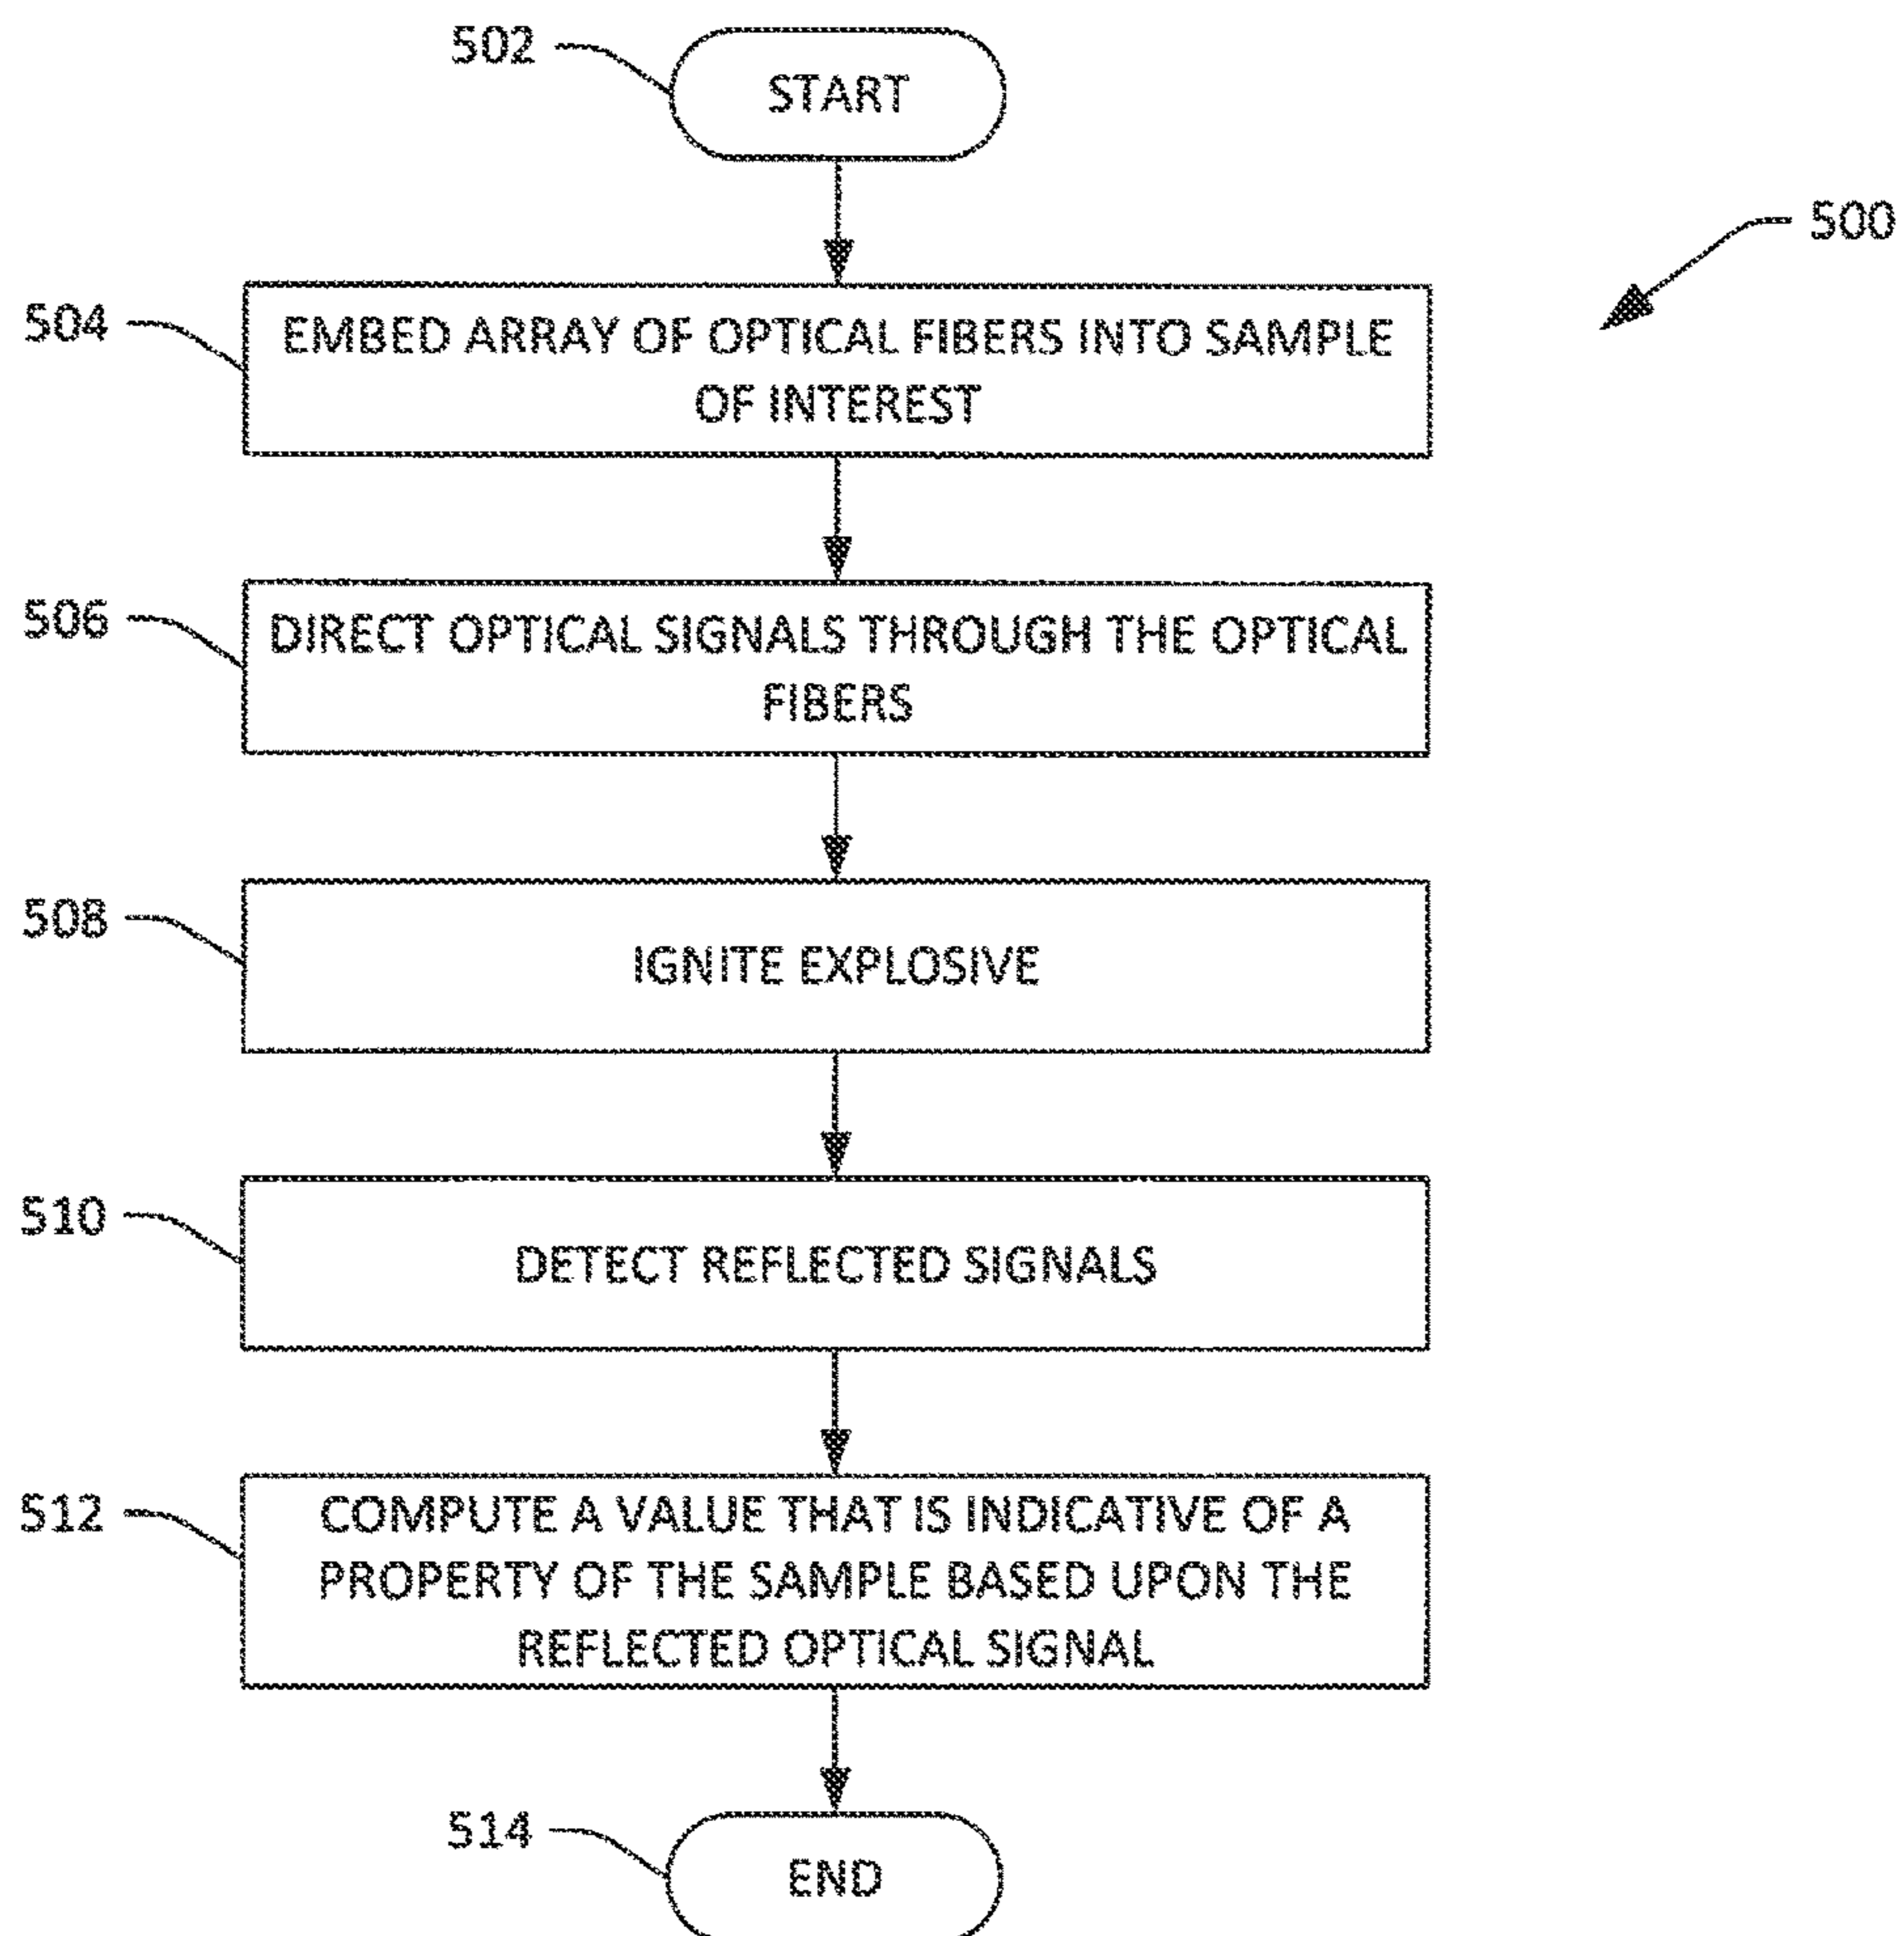 502
START
500
504
EMBED ARRAY OF OPTICAL FIBERS INTO SAMPLE
OF INTEREST
506
DIRECT OPTICAL SIGNALS THROUGH THE OPTICAL
FIBERS
508
IGNITE EXPLOSIVE
510
DETECT REFLECTED SIGNALS
512
COMPUTE A VALUE THAT IS INDICATIVE OF A
PROPERTY OF THE SAMPLE BASED UPON THE
REFLECTED OPTICAL SIGNAL
514
END